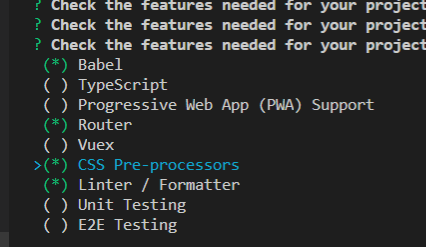 ? Check the features needed for your project
? Check the features needed for your project
? Check the features needed for your project
(*) Babel
( ) TypeScript
( ) Progressive Web App (PWA) Support
(*) Router
( ) Vuex
>(*) CSS Pre-processors
(*) Linter / Formatter
( ) Unit Testing
( ) E2E Testing